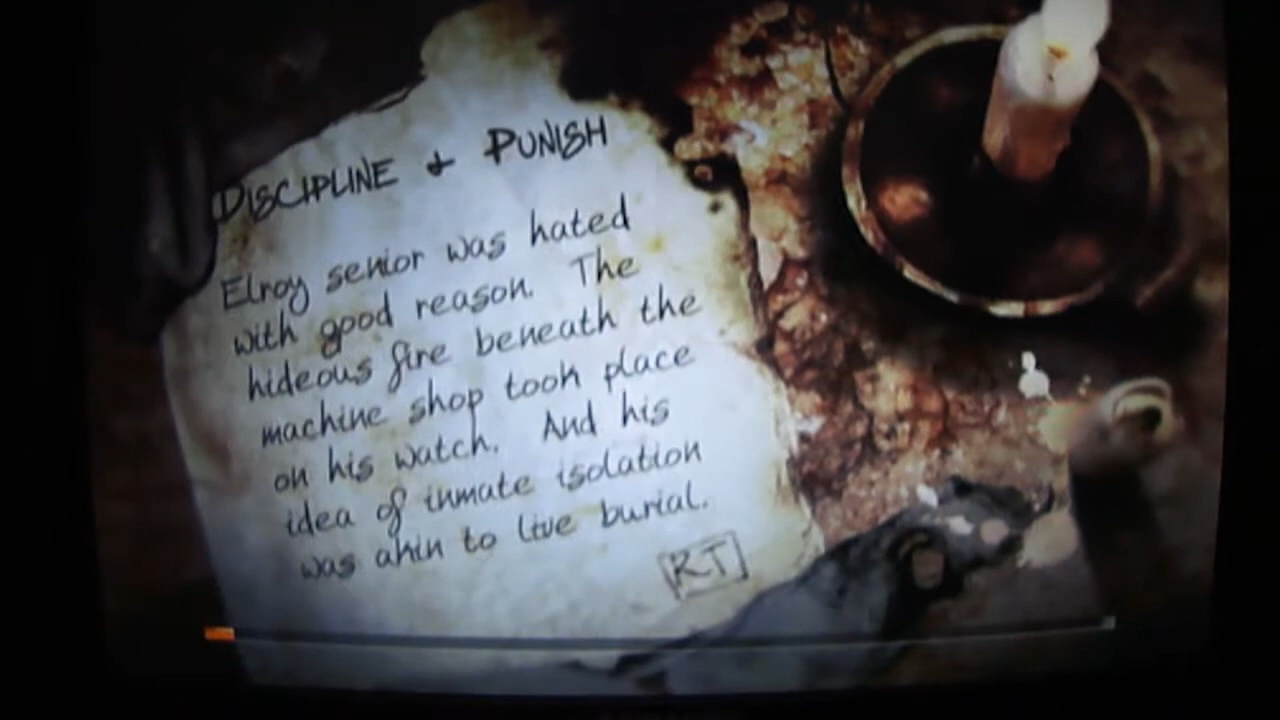 DISCIPLINE & PUNISH
Elroy senior was hated
with good reason. The
hideous fire beneath the
machine shop took place
on his watch. And his
idea of inmate isolation
was akin to live burial.
RT